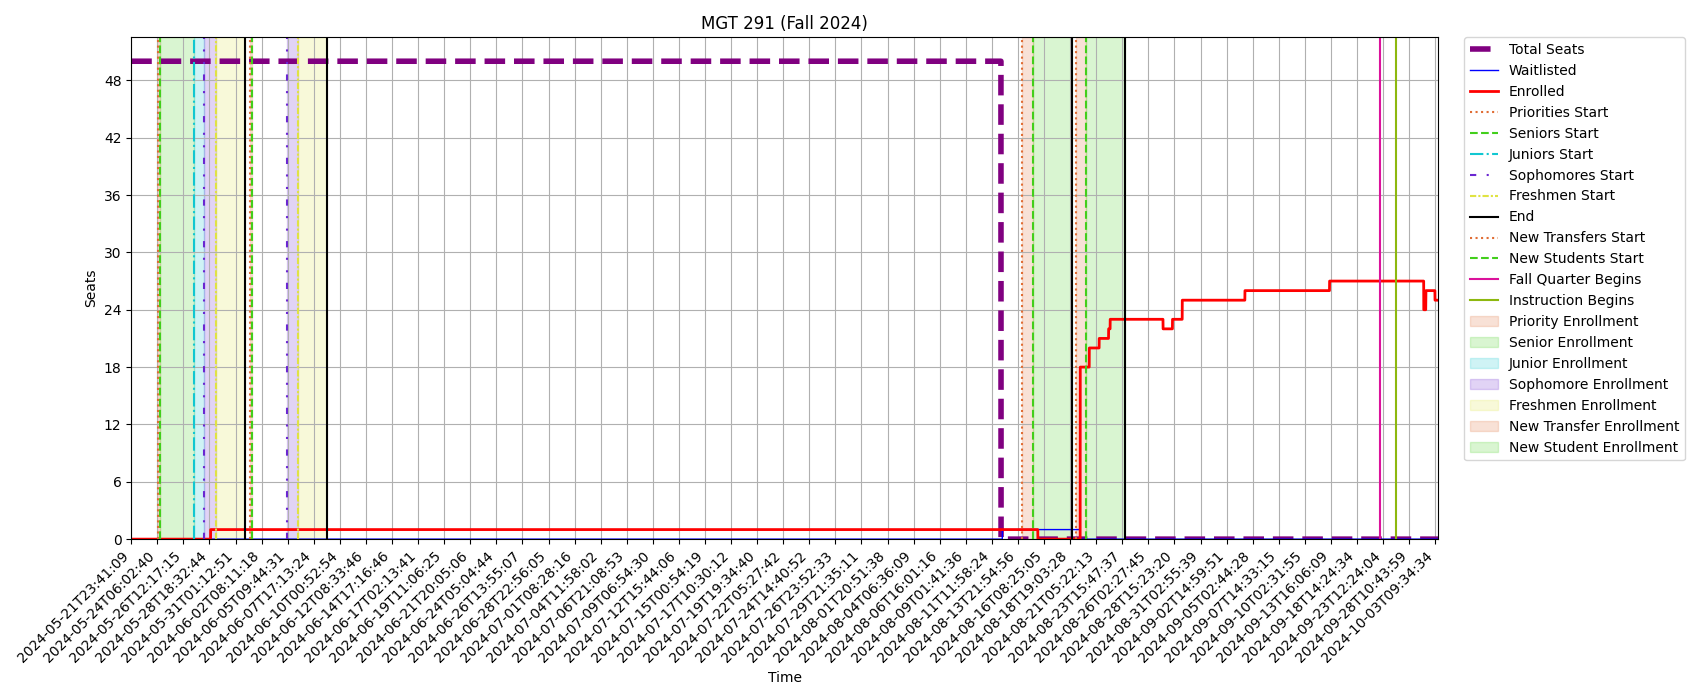 MGT 291 (Fall 2024)
Seats
48
42
36
30
24
18
12
6
0
2024-05-21T23:41:09
2024-05-24T06:02:40
2024-05-26T12:17:15
2024-05-28T18:32:44
2024-05-31T01:12:51
2024-06-02T08:11:18
2024-06-05T09:44:31
2024-06-07T17:13:24
2024-06-10T00:52:54
2024-06-12T08:33:46
2024-06-14T17:16:46
2024-06-17T02:13:41
2024-06-19T11:06:25
2024-06-21T20:05:06
2024-06-24T05:04:44
2024-06-26T13:55:07
2024-06-28T22:56:05
2024-07-01T08:28:16
2024-07-04T11:58:02
2024-07-06T21:08:53
2024-07-09T06:54:30
2024-07-12T15:44:06
2024-07-15T00:54:19
2024-07-17T10:30:12
2024-07-19T19:34:40
2024-07-22T05:27:42
2024-07-24T14:40:52
2024-07-26T23:52:33
2024-07-29T21:35:11
2024-08-01T20:51:38
2024-08-04T06:36:09
2024-08-06T16:01:16
2024-08-09T01:41:36
2024-08-11T11:58:24
2024-08-13T21:54:56
2024-08-16T08:25:05
2024-08-18T19:03:28
2024-08-21T05:22:13
2024-08-23T15:47:37
2024-08-26T02:27:45
2024-08-28T15:23:20
2024-08-31T02:55:39
2024-09-02T14:59:51
2024-09-05T02:44:28
2024-09-07T14:33:15
2024-09-10T02:31:55
2024-09-13T16:06:09
2024-09-18T14:24:34
2024-09-23T12:24:04
2024-09-28T10:43:59
2024-10-03T09:34:34
Time
Total Seats
Waitlisted
Enrolled
Priorities Start
Seniors Start
Juniors Start
Sophomores Start
Freshmen Start
End
New Transfers Start
New Students Start
Fall Quarter Begins
Instruction Begins
Priority Enrollment
Senior Enrollment
Junior Enrollment
Sophomore Enrollment
Freshmen Enrollment
New Transfer Enrollment
New Student Enrollment